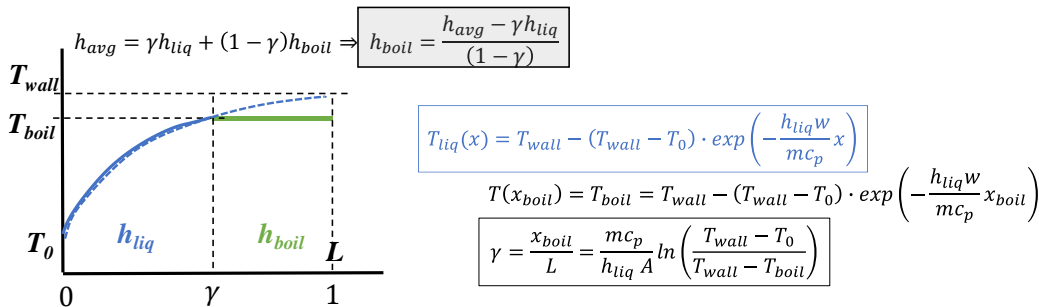 h_avg = γh_liq + (1 − γ)h_boil ⇒ h_boil = (h_avg − γh_liq)/(1 − γ)
T_wall
T_boil
T_liq(x) = T_wall − (T_wall − T_0) · exp(−(h_liq w)/(mc_p) x)
T(x_boil) = T_boil = T_wall − (T_wall − T_0) · exp(−(h_liq w)/(mc_p) x_boil)
γ = x_boil/L = (mc_p)/(h_liq A) ln((T_wall − T_0)/(T_wall − T_boil))
T_0 h_liq h_boil L
0 γ 1